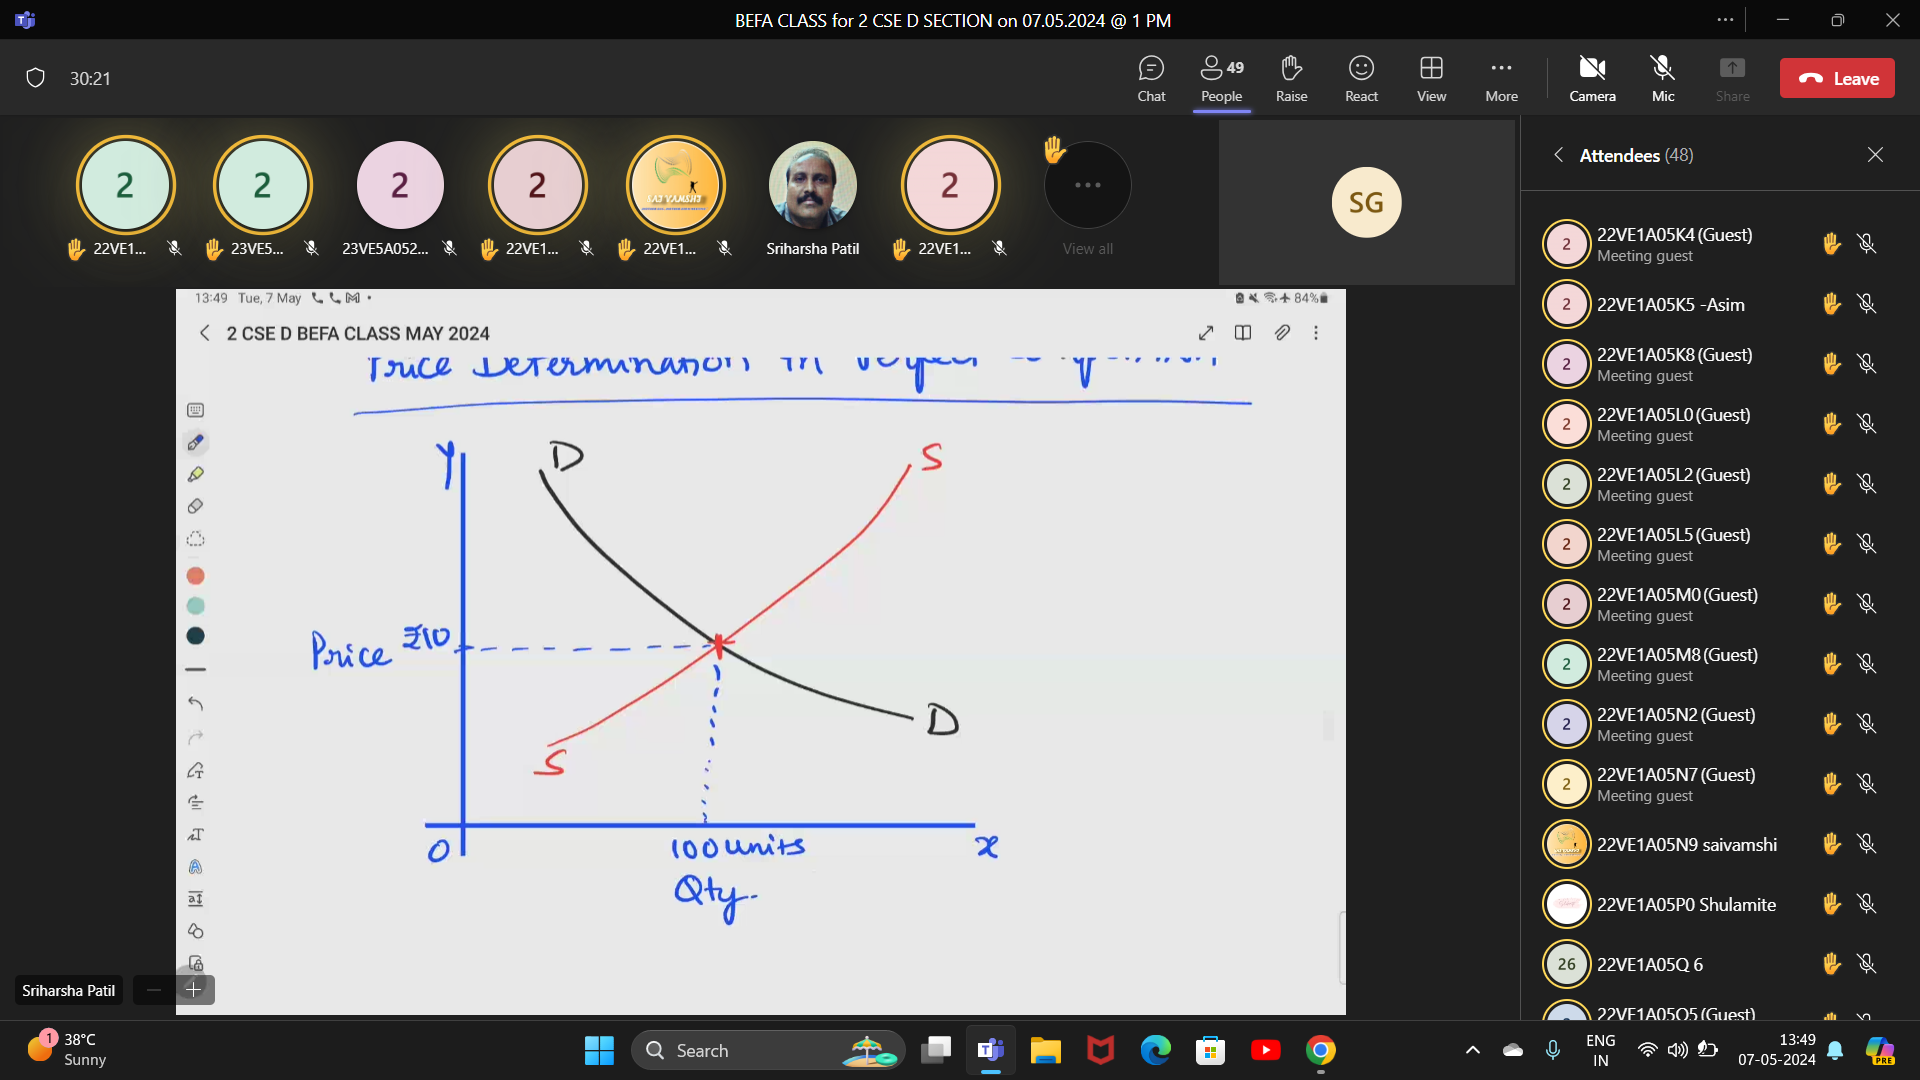 BEFA CLASS for 2 CSE D SECTION on 07.05.2024 @ 1 PM
30:21
Chat
49
People
Raise
React
View
More
Camera
Mic
Share
Leave
2
22VE1...
2
23VE5...
2
23VE5A052...
2
22VE1...
SAI VAMSHI
22VE1...
Sriharsha Patil
2
22VE1...
View all
SG
13:49 Tue, 7 May
84%
2 CSE D BEFA CLASS MAY 2024
Price Determination in Perfect
Y
D
S
Price ₹10
D
S
O
100 units
x
Qty.
Sriharsha Patil
Attendees (48)
2
22VE1A05K4 (Guest)
Meeting guest
2
22VE1A05K5 -Asim
2
22VE1A05K8 (Guest)
Meeting guest
2
22VE1A05L0 (Guest)
Meeting guest
2
22VE1A05L2 (Guest)
Meeting guest
2
22VE1A05L5 (Guest)
Meeting guest
2
22VE1A05M0 (Guest)
Meeting guest
2
22VE1A05M8 (Guest)
Meeting guest
2
22VE1A05N2 (Guest)
Meeting guest
2
22VE1A05N7 (Guest)
Meeting guest
22VE1A05N9 saivamshi
22VE1A05P0 Shulamite
26
22VE1A05Q 6
22VE1A05Q5 (Guest)
1
38°C
Sunny
Search
PRE
ENG
IN
13:49
07-05-2024